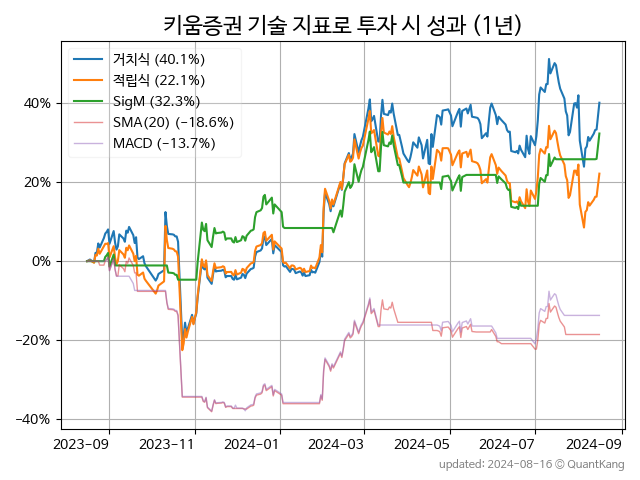 키움증권 기술 지표로 투자 시 성과 (1년)
거치식 (40.1%)
적립식 (22.1%)
SigM (32.3%)
SMA(20) (−18.6%)
MACD (−13.7%)
40%
20%
0%
−20%
−40%
2023−09 2023−11 2024−01 2024−03 2024−05 2024−07 2024−09
updated: 2024-08-16 © QuantKang